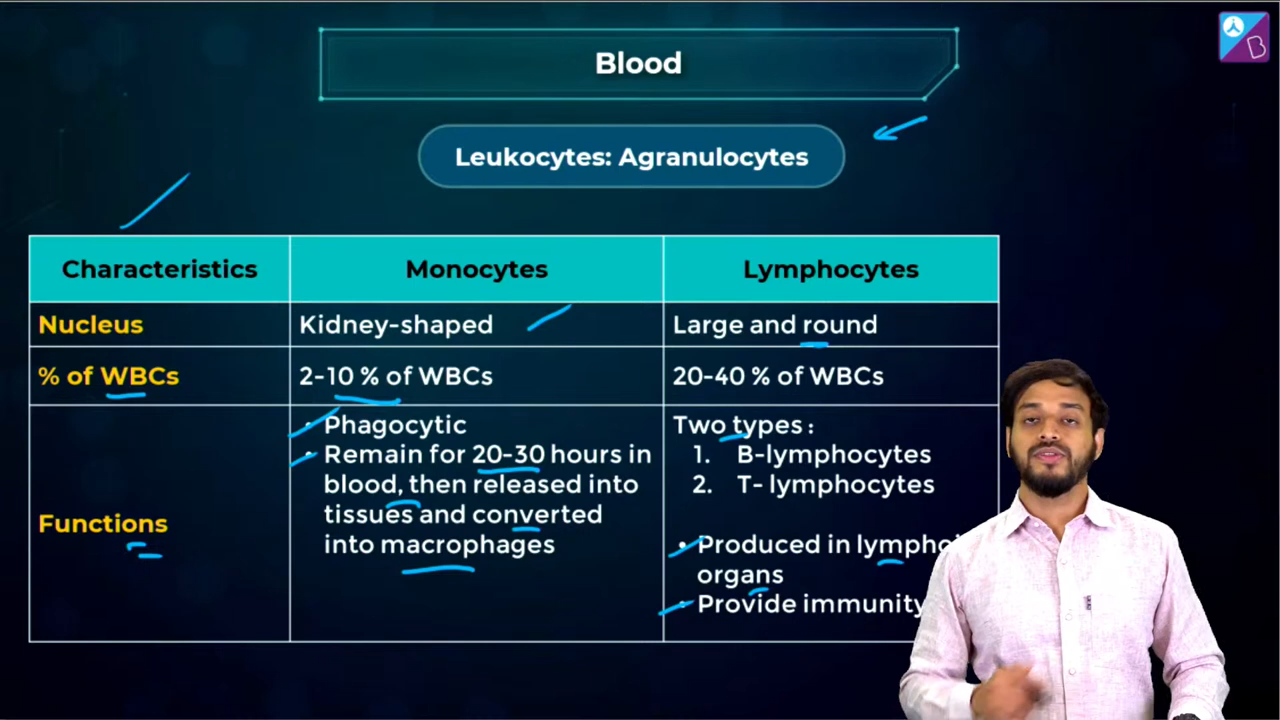 Blood
Leukocytes: Agranulocytes
Characteristics
Monocytes
Lymphocytes
Nucleus
Kidney-shaped
Large and round
% of WBCs
2-10 % of WBCs
20-40 % of WBCs
Functions
• Phagocytic
• Remain for 20-30 hours in
blood, then released into
tissues and converted
into macrophages
Two types :
1. B-lymphocytes
2. T- lymphocytes
• Produced in
organs
• Provide immunity
B